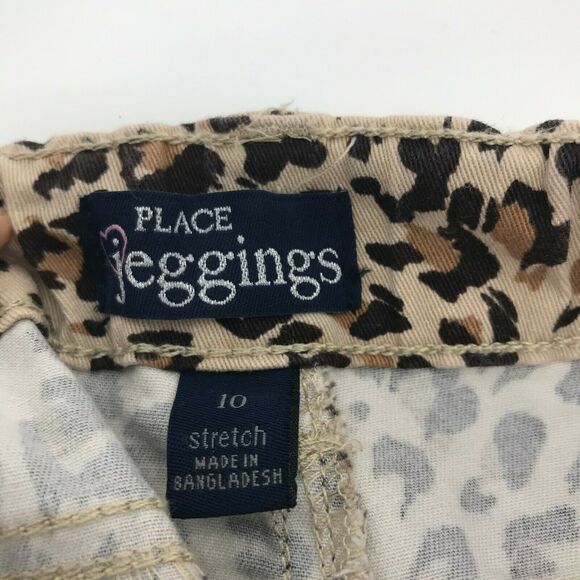 PLACE
jeggings
10
stretch
MADE IN
BANGLADESH